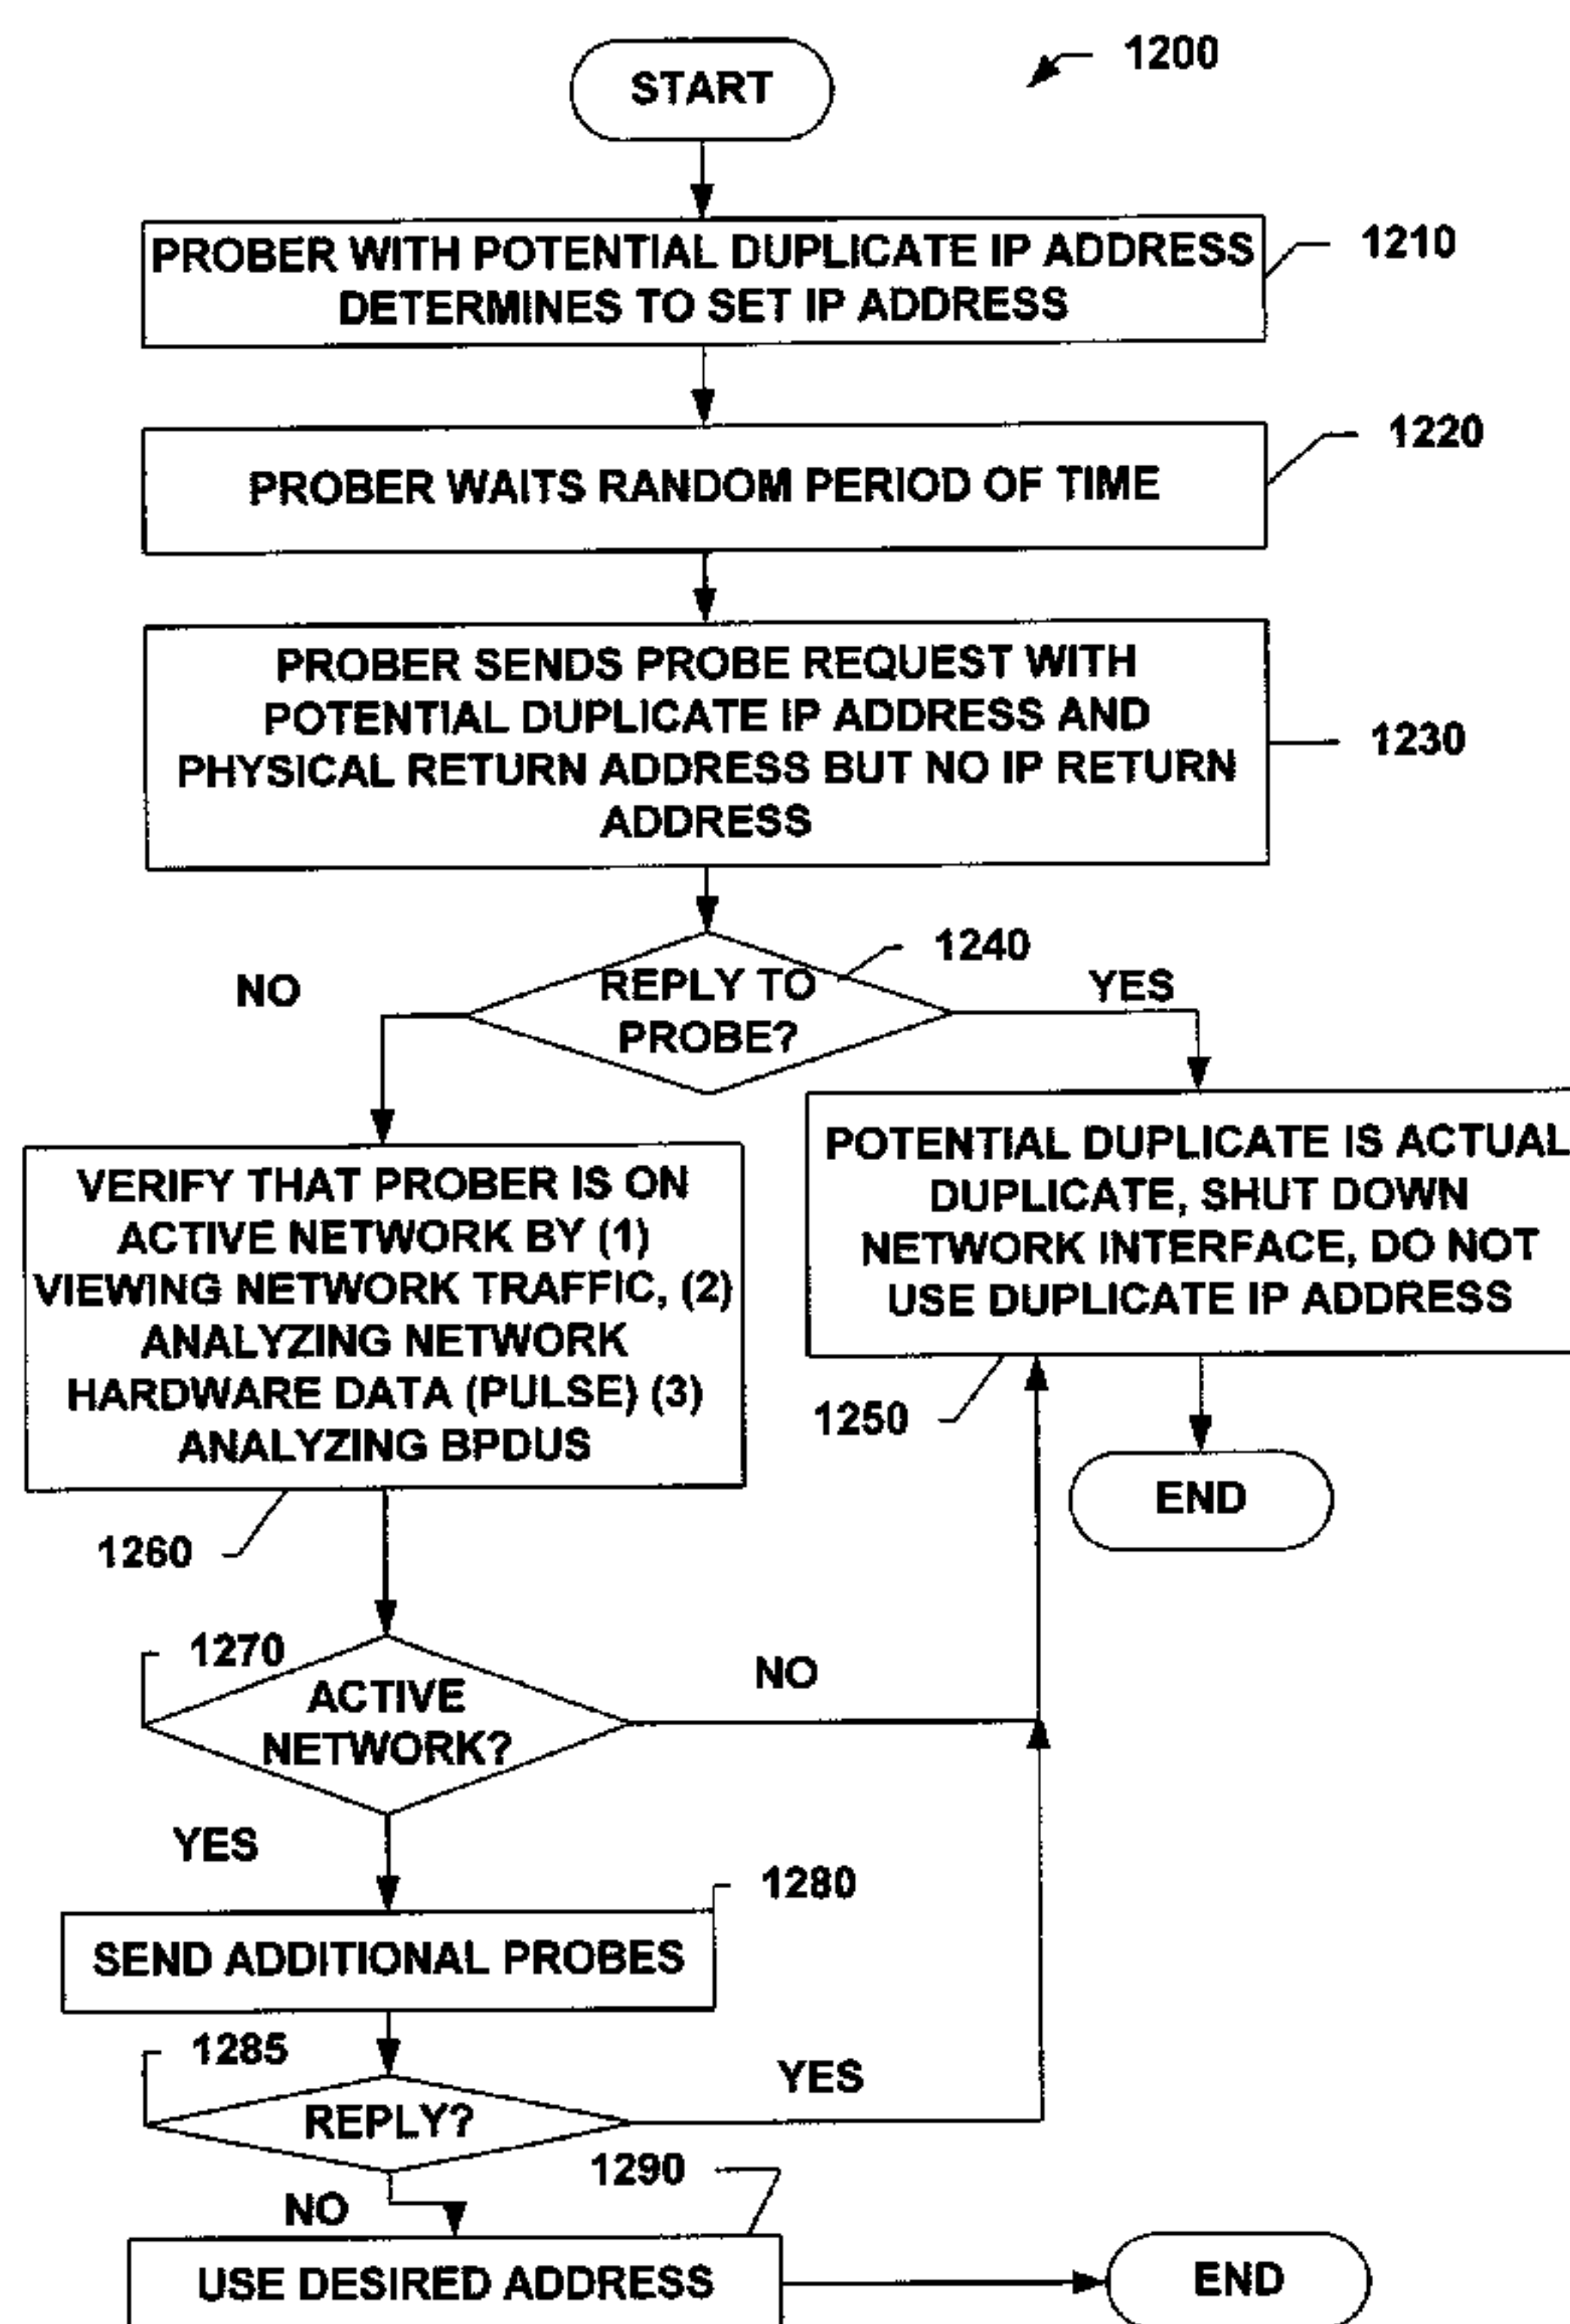 START
1200
PROBER WITH POTENTIAL DUPLICATE IP ADDRESS
DETERMINES TO SET IP ADDRESS
1210
PROBER WAITS RANDOM PERIOD OF TIME
1220
PROBER SENDS PROBE REQUEST WITH
POTENTIAL DUPLICATE IP ADDRESS AND
PHYSICAL RETURN ADDRESS BUT NO IP RETURN
ADDRESS
1230
REPLY TO
PROBE?
1240
NO
YES
VERIFY THAT PROBER IS ON
ACTIVE NETWORK BY (1)
VIEWING NETWORK TRAFFIC, (2)
ANALYZING NETWORK
HARDWARE DATA (PULSE) (3)
ANALYZING BPDUS
1260
POTENTIAL DUPLICATE IS ACTUAL
DUPLICATE, SHUT DOWN
NETWORK INTERFACE, DO NOT
USE DUPLICATE IP ADDRESS
1250
END
1270
ACTIVE
NETWORK?
NO
YES
1280
SEND ADDITIONAL PROBES
1285
REPLY?
YES
NO
1290
USE DESIRED ADDRESS
END